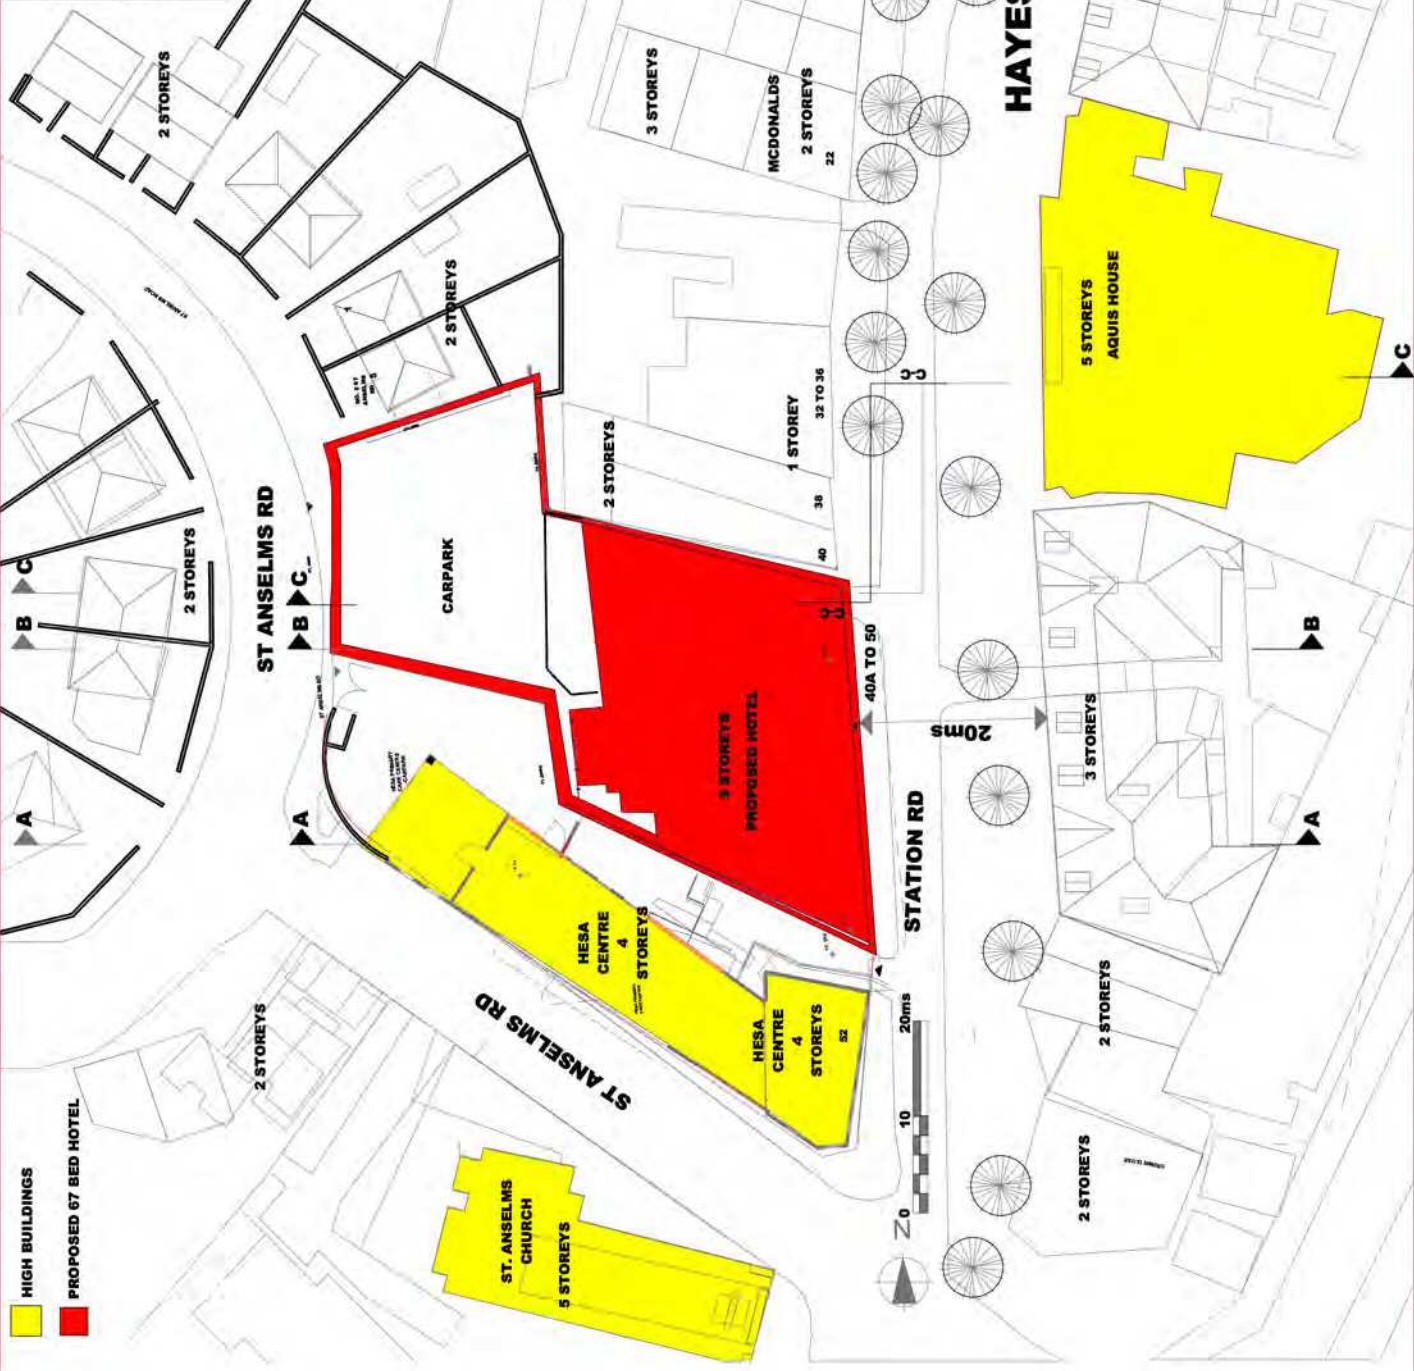 HIGH BUILDINGS
PROPOSED 67 BED HOTEL
2 STOREYS
3 STOREYS
MCDONALDS
2 STOREYS
22
HAYES
2 STOREYS
5 STOREYS
AQUIS HOUSE
C
1 STOREY
32 TO 36
38
40
2 STOREYS
C-C
C-C
ST ANSELMS RD
CARPARK
2 STOREYS
C
B
A
C
B
A
5 STOREYS
PROPOSED HOTEL
40A TO 50
20ms
3 STOREYS
B
A
STATION RD
HESA
CENTRE
4
STOREYS
HESA
CENTRE
4
STOREYS
52
ST ANSELMS RD
2 STOREYS
2 STOREYS
2 STOREYS
ST. ANSELMS
CHURCH
5 STOREYS
0
10
20ms
N
ST ANSELMS ROAD